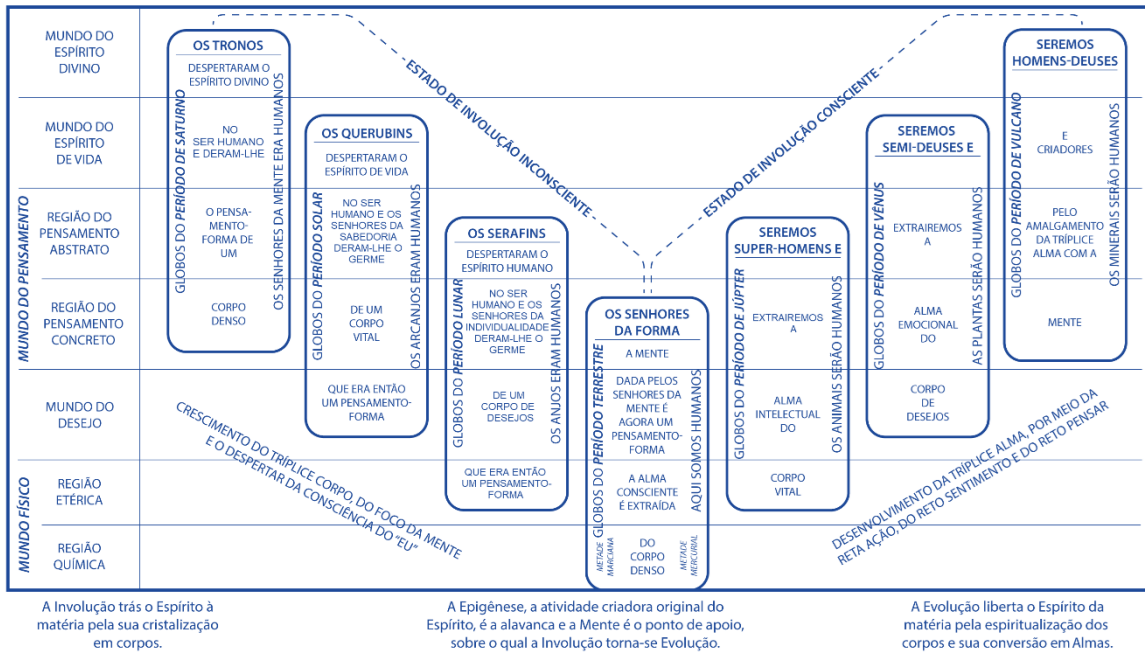 MUNDO DO
ESPÍRITO
DIVINO
MUNDO DO
ESPÍRITO
DE VIDA
MUNDO DO PENSAMENTO
REGIÃO DO
PENSAMENTO
ABSTRATO
REGIÃO DO
PENSAMENTO
CONCRETO
MUNDO DO
DESEJO
MUNDO FÍSICO
REGIÃO
ETÉRICA
REGIÃO
QUÍMICA
OS TRONOS
DESPERTARAM O
ESPÍRITO DIVINO
NO
SER HUMANO
E DERAM-LHE
O PENSA-
MENTO-
FORMA DE
UM
CORPO
DENSO
GLOBOS DO PERÍODO DE SATURNO
OS SENHORES DA MENTE ERA HUMANOS
OS QUERUBINS
DESPERTARAM O
ESPÍRITO DE VIDA
NO SER
HUMANO E OS
SENHORES DA
SABEDORIA
DERAM-LHE O
GERME
DE UM
CORPO
VITAL
QUE ERA ENTÃO
UM PENSAMENTO-
FORMA
GLOBOS DO PERÍODO SOLAR
OS ARCANJOS ERAM HUMANOS
OS SERAFINS
DESPERTARAM O
ESPÍRITO HUMANO
NO SER
HUMANO E OS
SENHORES DA
INDIVIDUALIDADE
DERAM-LHE O
GERME
DE UM
CORPO DE
DESEJOS
QUE ERA ENTÃO
UM PENSAMENTO-
FORMA
GLOBOS DO PERÍODO LUNAR
OS ANJOS ERAM HUMANOS
OS SENHORES
DA FORMA
A MENTE
DADA PELOS
SENHORES DA
MENTE É
AGORA UM
PENSAMENTO-
FORMA
A ALMA
CONSCIENTE
É EXTRAÍDA
DO
CORPO
DENSO
METADE
MARCIANA
METADE
MERCURIAL
GLOBOS DO PERÍODO TERRESTRE
AQUI SOMOS HUMANOS
SEREMOS
SUPER-HOMENS E
EXTRAIREMOS
A
ALMA
INTELECTUAL
DO
CORPO
VITAL
GLOBOS DO PERÍODO DE JÚPTER
OS ANIMAIS SERÃO HUMANOS
SEREMOS
SEMI-DEUSES E
EXTRAIREMOS
A
ALMA
EMOCIONAL
DO
CORPO
DE
DESEJOS
GLOBOS DO PERÍODO DE VÊNUS
AS PLANTAS SERÃO HUMANOS
SEREMOS
HOMENS-DEUSES
E
CRIADORES
PELO
AMALGAMENTO
DA TRÍPLICE
ALMA COM A
MENTE
GLOBOS DO PERÍODO DE VULCANO
OS MINERAIS SERÃO HUMANOS
ESTADO DE INVOLUÇÃO INCONSCIENTE
ESTADO DE INVOLUÇÃO CONSCIENTE
CRESCIMENTO DO TRÍPLICE CORPO, DO FOCO DA MENTE
E O DESPERTAR DA CONSCIÊNCIA DO "EU"
DESENVOLVIMENTO DA TRÍPLICE ALMA, POR MEIO DA
RETA AÇÃO, DO RETO SENTIMENTO E DO RETO PENSAR
A Involução trás o Espírito à
matéria pela sua cristalização
em corpos.
A Epigênese, a atividade criadora original do
Espírito, é a alavanca e a Mente é o ponto de apoio,
sobre o qual a Involução torna-se Evolução.
A Evolução liberta o Espírito da
matéria pela espiritualização dos
corpos e sua conversão em Almas.